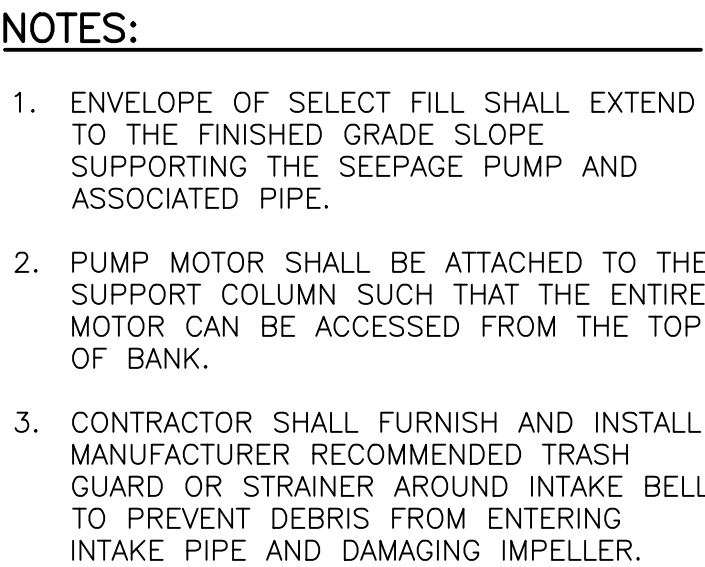 NOTES:
1. ENVELOPE OF SELECT FILL SHALL EXTEND
TO THE FINISHED GRADE SLOPE
SUPPORTING THE SEEPAGE PUMP AND
ASSOCIATED PIPE.
2. PUMP MOTOR SHALL BE ATTACHED TO THE
SUPPORT COLUMN SUCH THAT THE ENTIRE
MOTOR CAN BE ACCESSED FROM THE TOP
OF BANK.
3. CONTRACTOR SHALL FURNISH AND INSTALL
MANUFACTURER RECOMMENDED TRASH
GUARD OR STRAINER AROUND INTAKE BELL
TO PREVENT DEBRIS FROM ENTERING
INTAKE PIPE AND DAMAGING IMPELLER.